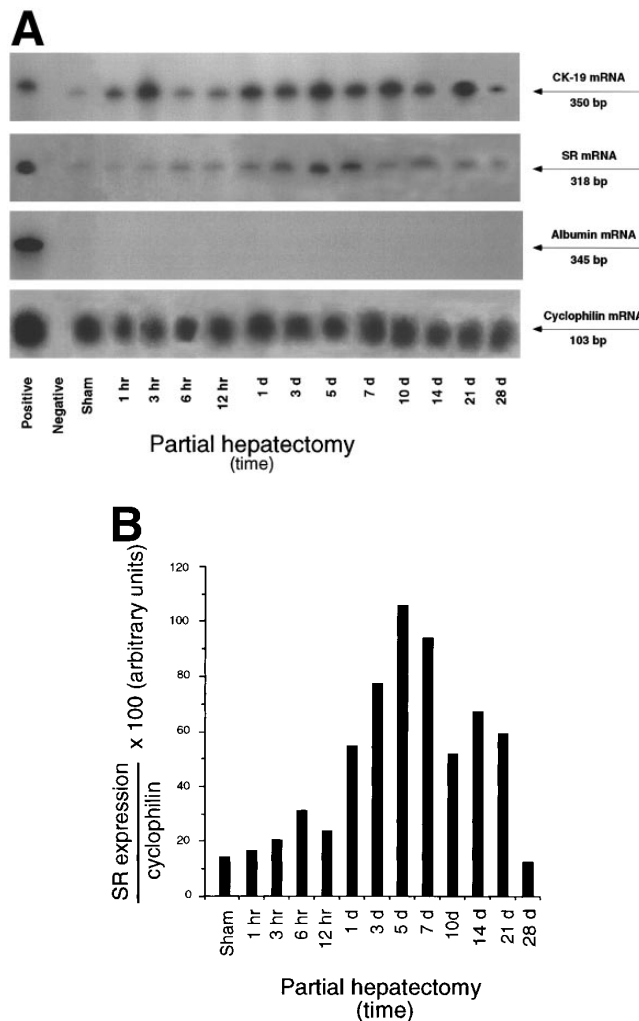 A
CK-19 mRNA
350 bp
SR mRNA
318 bp
Albumin mRNA
345 bp
Cyclophilin mRNA
103 bp
Positive
Negative
Sham
1 hr
3 hr
6 hr
12 hr
1 d
3 d
5 d
7 d
10 d
14 d
21 d
28 d
Partial hepatectomy
(time)
B
SR expression
cyclophilin
x 100 (arbitrary units)
120
100
80
60
40
20
0
Sham
1 hr
3 hr
6 hr
12 hr
1 d
3 d
5 d
7 d
10d
14 d
21 d
28 d
Partial hepatectomy
(time)